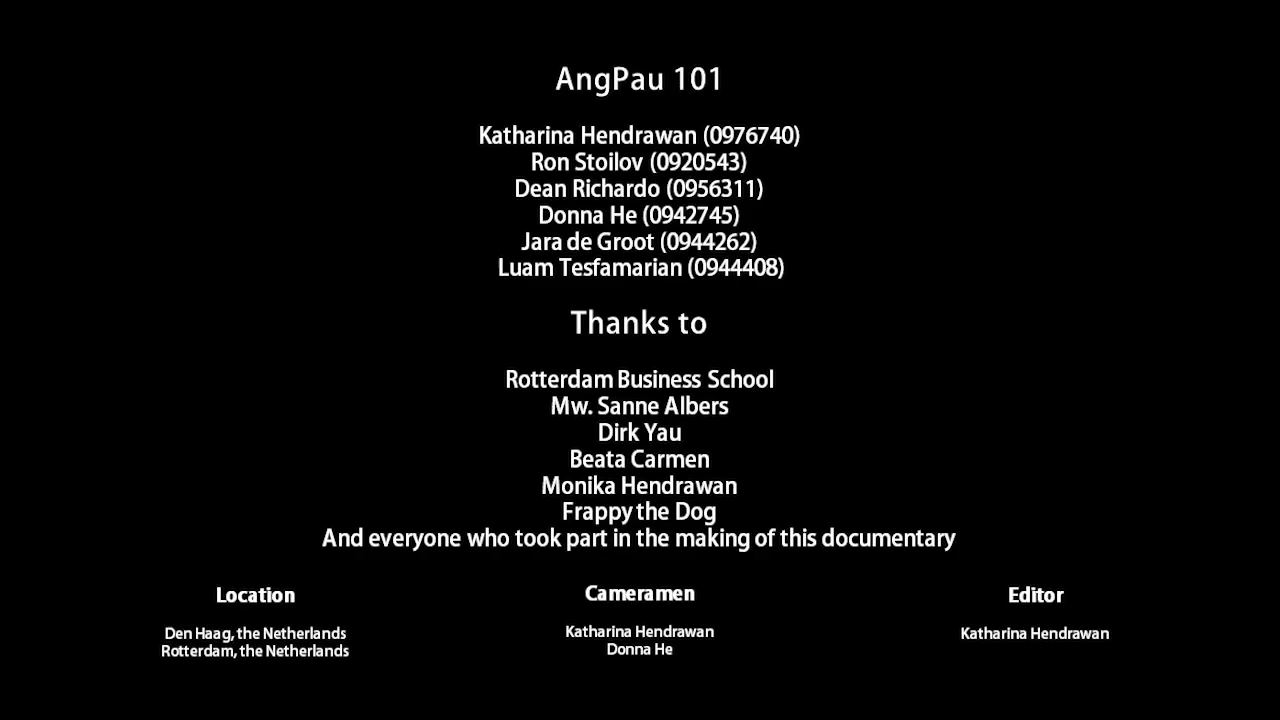 AngPau 101
Katharina Hendrawan (0976740)
Ron Stoilov (0920543)
Dean Richardo (0956311)
Donna He (0942745)
Jara de Groot (0944262)
Luam Tesfamarian (0944408)
Thanks to
Rotterdam Business School
Mw. Sanne Albers
Dirk Yau
Beata Carmen
Monika Hendrawan
Frappy the Dog
And everyone who took part in the making of this documentary
Location
Den Haag, the Netherlands
Rotterdam, the Netherlands
Cameramen
Katharina Hendrawan
Donna He
Editor
Katharina Hendrawan